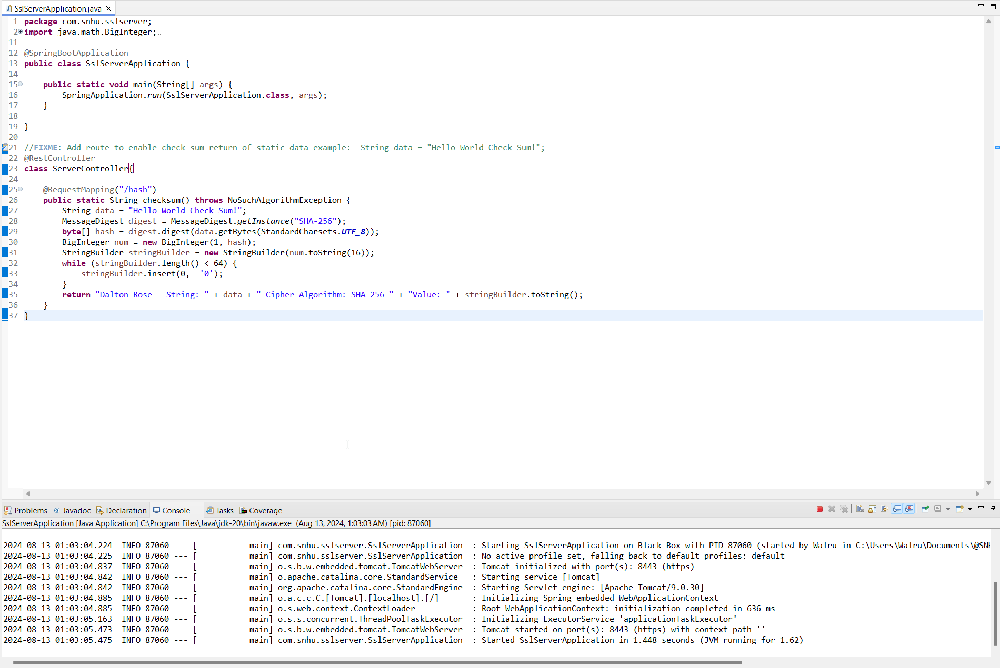 SslServerApplication.java
1 package com.snhu.sslserver;
2 import java.math.BigInteger;
11
12 @SpringBootApplication
13 public class SslServerApplication {
14
15     public static void main(String[] args) {
16         SpringApplication.run(SslServerApplication.class, args);
17     }
18
19 }
20
21 //FIXME: Add route to enable check sum return of static data example:  String data = "Hello World Check Sum!";
22 @RestController
23 class ServerController{
24
25     @RequestMapping("/hash")
26     public static String checksum() throws NoSuchAlgorithmException {
27         String data = "Hello World Check Sum!";
28         MessageDigest digest = MessageDigest.getInstance("SHA-256");
29         byte[] hash = digest.digest(data.getBytes(StandardCharsets.UTF_8));
30         BigInteger num = new BigInteger(1, hash);
31         StringBuilder stringBuilder = new StringBuilder(num.toString(16));
32         while (stringBuilder.length() < 64) {
33             stringBuilder.insert(0,  '0');
34         }
35         return "Dalton Rose - String: " + data + " Cipher Algorithm: SHA-256 " + "Value: " + stringBuilder.toString();
36     }
37 }
Problems @ Javadoc Declaration Console Tasks Coverage
SslServerApplication [Java Application] C:\Program Files\Java\jdk-20\bin\javaw.exe (Aug 13, 2024, 1:03:03 AM) [pid: 87060]
2024-08-13 01:03:04.224  INFO 87060 --- [           main] com.snhu.sslserver.SslServerApplication  : Starting SslServerApplication on Black-Box with PID 87060 (started by Walru in C:\Users\Walru\Documents\@SNH
2024-08-13 01:03:04.225  INFO 87060 --- [           main] com.snhu.sslserver.SslServerApplication  : No active profile set, falling back to default profiles: default
2024-08-13 01:03:04.837  INFO 87060 --- [           main] o.s.b.w.embedded.tomcat.TomcatWebServer  : Tomcat initialized with port(s): 8443 (https)
2024-08-13 01:03:04.842  INFO 87060 --- [           main] o.apache.catalina.core.StandardService   : Starting service [Tomcat]
2024-08-13 01:03:04.842  INFO 87060 --- [           main] org.apache.catalina.core.StandardEngine  : Starting Servlet engine: [Apache Tomcat/9.0.30]
2024-08-13 01:03:04.885  INFO 87060 --- [           main] o.a.c.c.C.[Tomcat].[localhost].[/]       : Initializing Spring embedded WebApplicationContext
2024-08-13 01:03:04.885  INFO 87060 --- [           main] o.s.web.context.ContextLoader            : Root WebApplicationContext: initialization completed in 636 ms
2024-08-13 01:03:05.163  INFO 87060 --- [           main] o.s.s.concurrent.ThreadPoolTaskExecutor  : Initializing ExecutorService 'applicationTaskExecutor'
2024-08-13 01:03:05.473  INFO 87060 --- [           main] o.s.b.w.embedded.tomcat.TomcatWebServer  : Tomcat started on port(s): 8443 (https) with context path ''
2024-08-13 01:03:05.475  INFO 87060 --- [           main] com.snhu.sslserver.SslServerApplication  : Started SslServerApplication in 1.448 seconds (JVM running for 1.62)